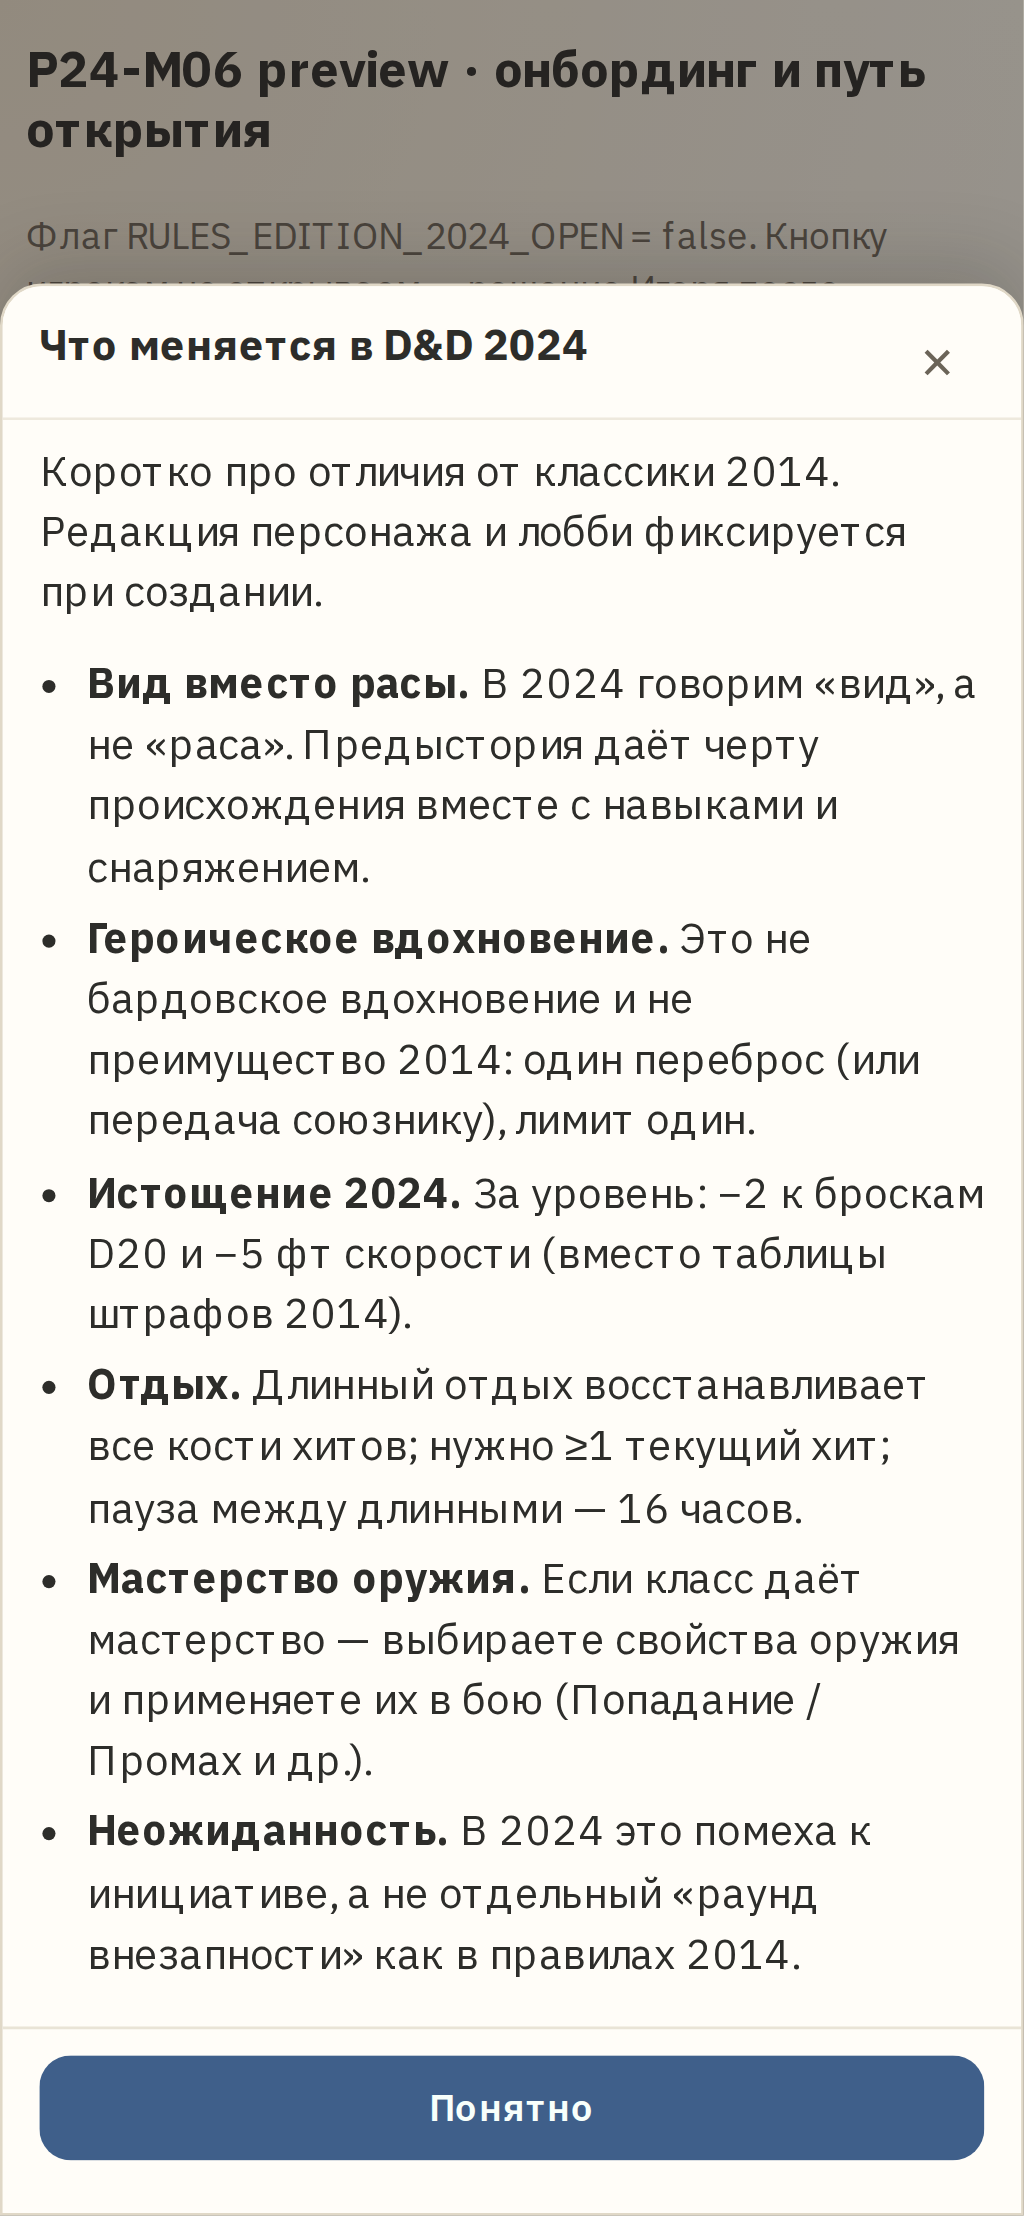 P24-M06 preview · онбординг и путь
открытия
Флаг RULES_EDITION_2024_OPEN = false. Кнопку
Что меняется в D&D 2024
×
Коротко про отличия от классики 2014.
Редакция персонажа и лобби фиксируется
при создании.
• Вид вместо расы. В 2024 говорим «вид», а
не «раса». Предыстория даёт черту
происхождения вместе с навыками и
снаряжением.
• Героическое вдохновение. Это не
бардовское вдохновение и не
преимущество 2014: один переброс (или
передача союзнику), лимит один.
• Истощение 2024. За уровень: −2 к броскам
D20 и −5 фт скорости (вместо таблицы
штрафов 2014).
• Отдых. Длинный отдых восстанавливает
все кости хитов; нужно ≥1 текущий хит;
пауза между длинными — 16 часов.
• Мастерство оружия. Если класс даёт
мастерство — выбираете свойства оружия
и применяете их в бою (Попадание /
Промах и др.).
• Неожиданность. В 2024 это помеха к
инициативе, а не отдельный «раунд
внезапности» как в правилах 2014.
Понятно